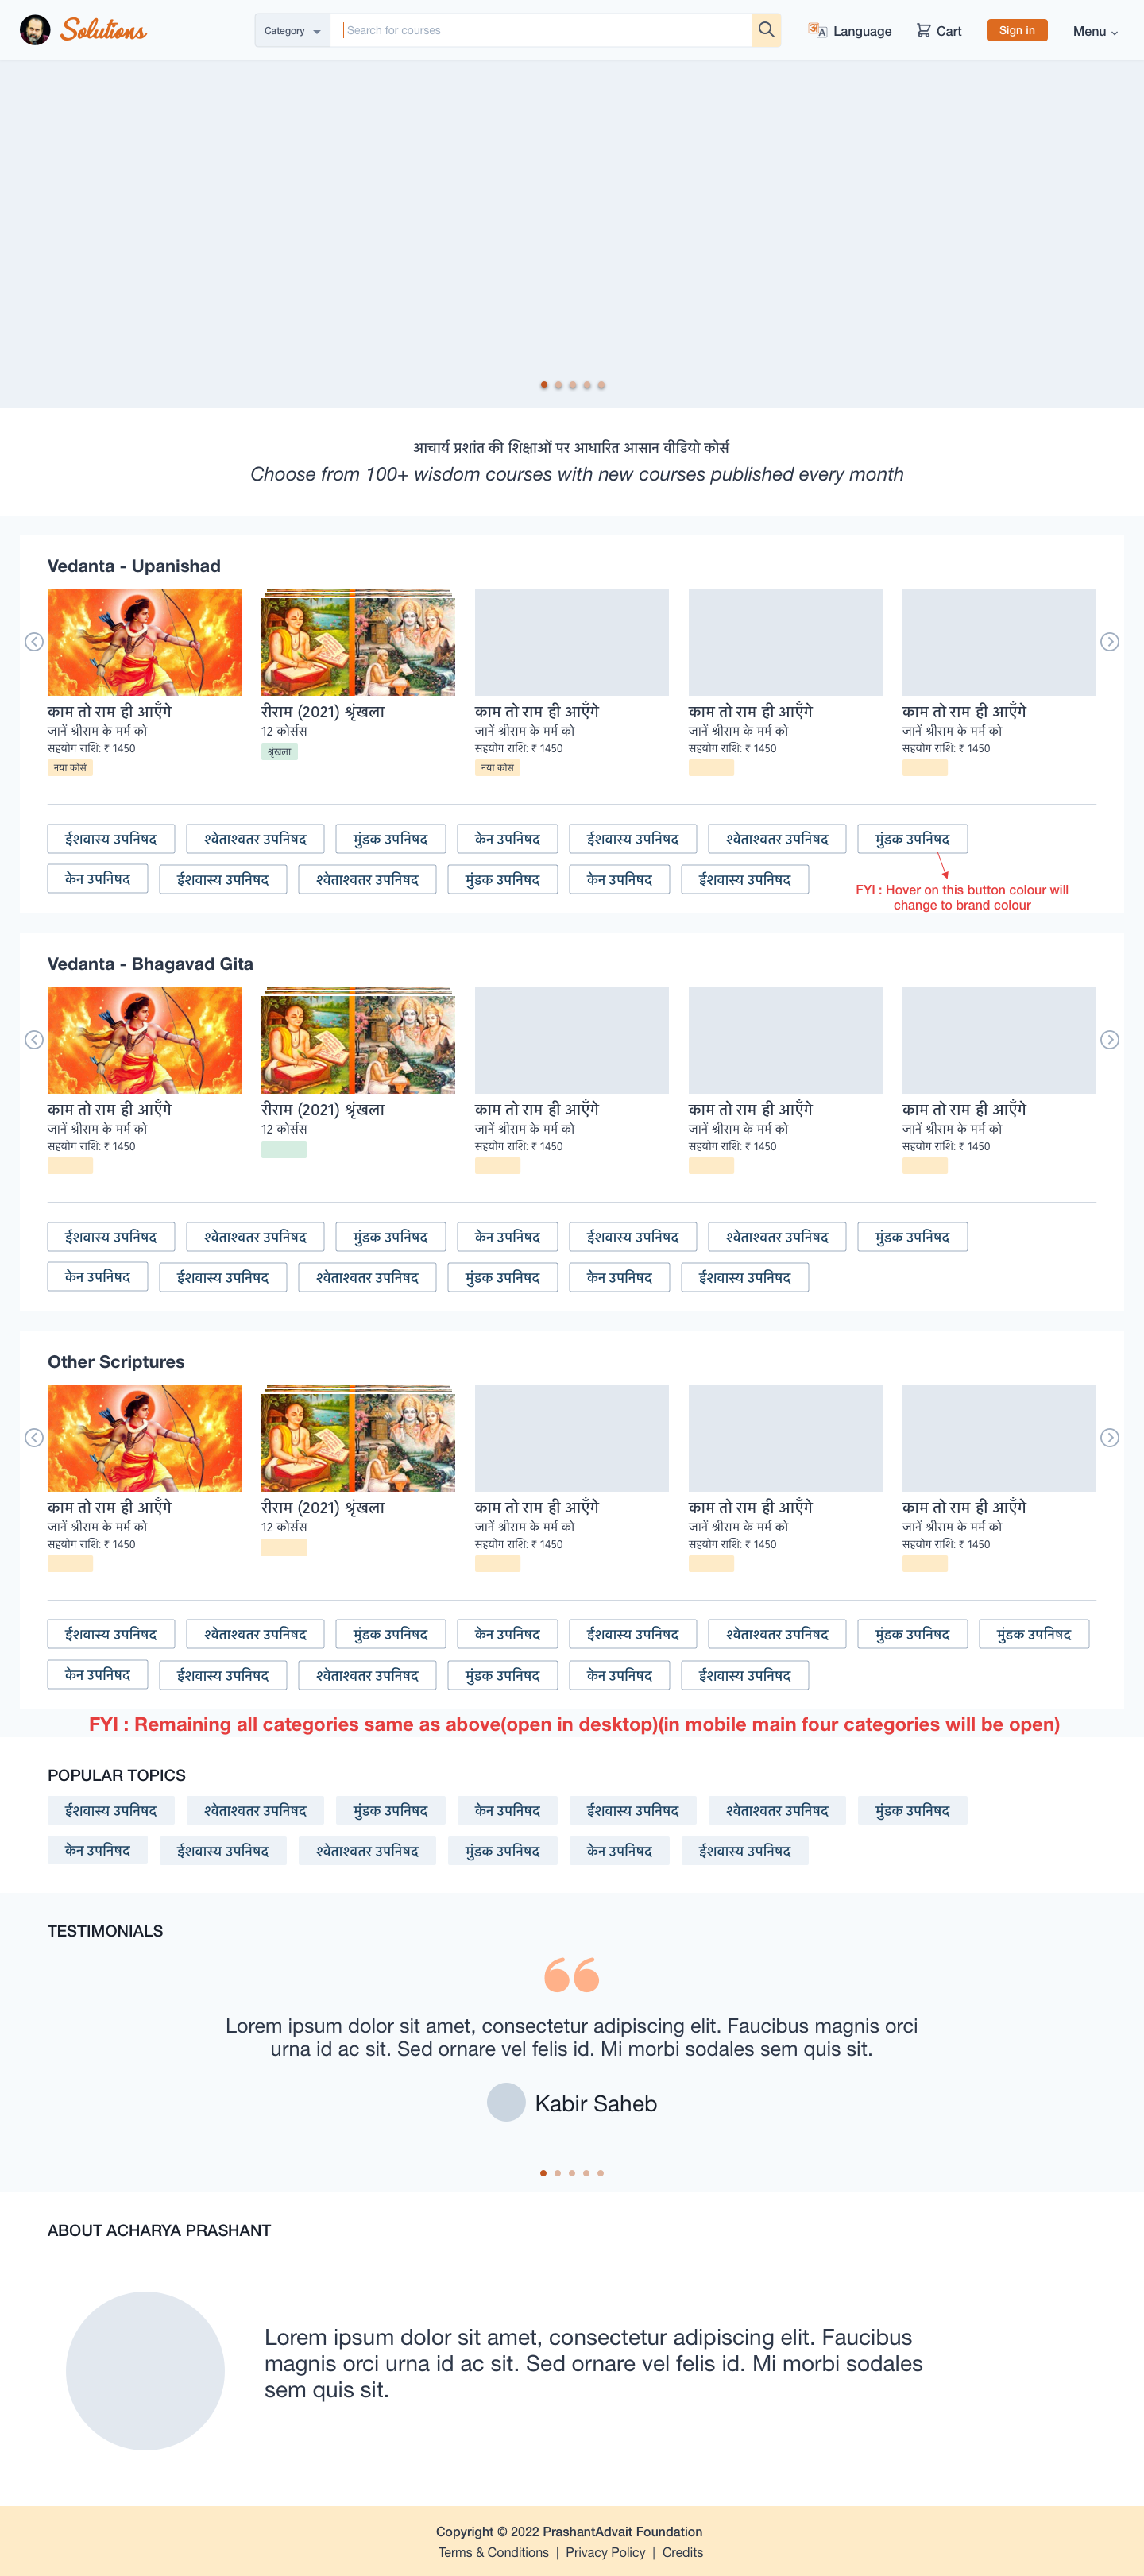 Solutions
Category
Search for courses
Language
Cart
Sign in
Menu
आचार्य प्रशांत की शिक्षाओं पर आधारित आसान वीडियो कोर्स
Choose from 100+ wisdom courses with new courses published every month
Vedanta - Upanishad
काम तो राम ही आएँगे रीराम (2021) श्रृंखला काम तो राम ही आएँगे काम तो राम ही आएँगे काम तो राम ही आएँगे
जानें श्रीराम के मर्म को 12 कोर्सस जानें श्रीराम के मर्म को जानें श्रीराम के मर्म को जानें श्रीराम के मर्म को
सहयोग राशि: ₹ 1450 श्रृंखला सहयोग राशि: ₹ 1450 सहयोग राशि: ₹ 1450 सहयोग राशि: ₹ 1450
नया कोर्स नया कोर्स
ईशवास्य उपनिषद श्वेताश्वतर उपनिषद मुंडक उपनिषद केन उपनिषद ईशवास्य उपनिषद श्वेताश्वतर उपनिषद मुंडक उपनिषद
केन उपनिषद ईशवास्य उपनिषद श्वेताश्वतर उपनिषद मुंडक उपनिषद केन उपनिषद ईशवास्य उपनिषद
FYI : Hover on this button colour will
change to brand colour
Vedanta - Bhagavad Gita
काम तो राम ही आएँगे रीराम (2021) श्रृंखला काम तो राम ही आएँगे काम तो राम ही आएँगे काम तो राम ही आएँगे
जानें श्रीराम के मर्म को 12 कोर्सस जानें श्रीराम के मर्म को जानें श्रीराम के मर्म को जानें श्रीराम के मर्म को
सहयोग राशि: ₹ 1450 सहयोग राशि: ₹ 1450 सहयोग राशि: ₹ 1450 सहयोग राशि: ₹ 1450
ईशवास्य उपनिषद श्वेताश्वतर उपनिषद मुंडक उपनिषद केन उपनिषद ईशवास्य उपनिषद श्वेताश्वतर उपनिषद मुंडक उपनिषद
केन उपनिषद ईशवास्य उपनिषद श्वेताश्वतर उपनिषद मुंडक उपनिषद केन उपनिषद ईशवास्य उपनिषद
Other Scriptures
काम तो राम ही आएँगे रीराम (2021) श्रृंखला काम तो राम ही आएँगे काम तो राम ही आएँगे काम तो राम ही आएँगे
जानें श्रीराम के मर्म को 12 कोर्सस जानें श्रीराम के मर्म को जानें श्रीराम के मर्म को जानें श्रीराम के मर्म को
सहयोग राशि: ₹ 1450 सहयोग राशि: ₹ 1450 सहयोग राशि: ₹ 1450 सहयोग राशि: ₹ 1450
ईशवास्य उपनिषद श्वेताश्वतर उपनिषद मुंडक उपनिषद केन उपनिषद ईशवास्य उपनिषद श्वेताश्वतर उपनिषद मुंडक उपनिषद मुंडक उपनिषद
केन उपनिषद ईशवास्य उपनिषद श्वेताश्वतर उपनिषद मुंडक उपनिषद केन उपनिषद ईशवास्य उपनिषद
FYI : Remaining all categories same as above(open in desktop)(in mobile main four categories will be open)
POPULAR TOPICS
ईशवास्य उपनिषद श्वेताश्वतर उपनिषद मुंडक उपनिषद केन उपनिषद ईशवास्य उपनिषद श्वेताश्वतर उपनिषद मुंडक उपनिषद
केन उपनिषद ईशवास्य उपनिषद श्वेताश्वतर उपनिषद मुंडक उपनिषद केन उपनिषद ईशवास्य उपनिषद
TESTIMONIALS
Lorem ipsum dolor sit amet, consectetur adipiscing elit. Faucibus magnis orci
urna id ac sit. Sed ornare vel felis id. Mi morbi sodales sem quis sit.
Kabir Saheb
ABOUT ACHARYA PRASHANT
Lorem ipsum dolor sit amet, consectetur adipiscing elit. Faucibus
magnis orci urna id ac sit. Sed ornare vel felis id. Mi morbi sodales
sem quis sit.
Copyright © 2022 PrashantAdvait Foundation
Terms & Conditions | Privacy Policy | Credits